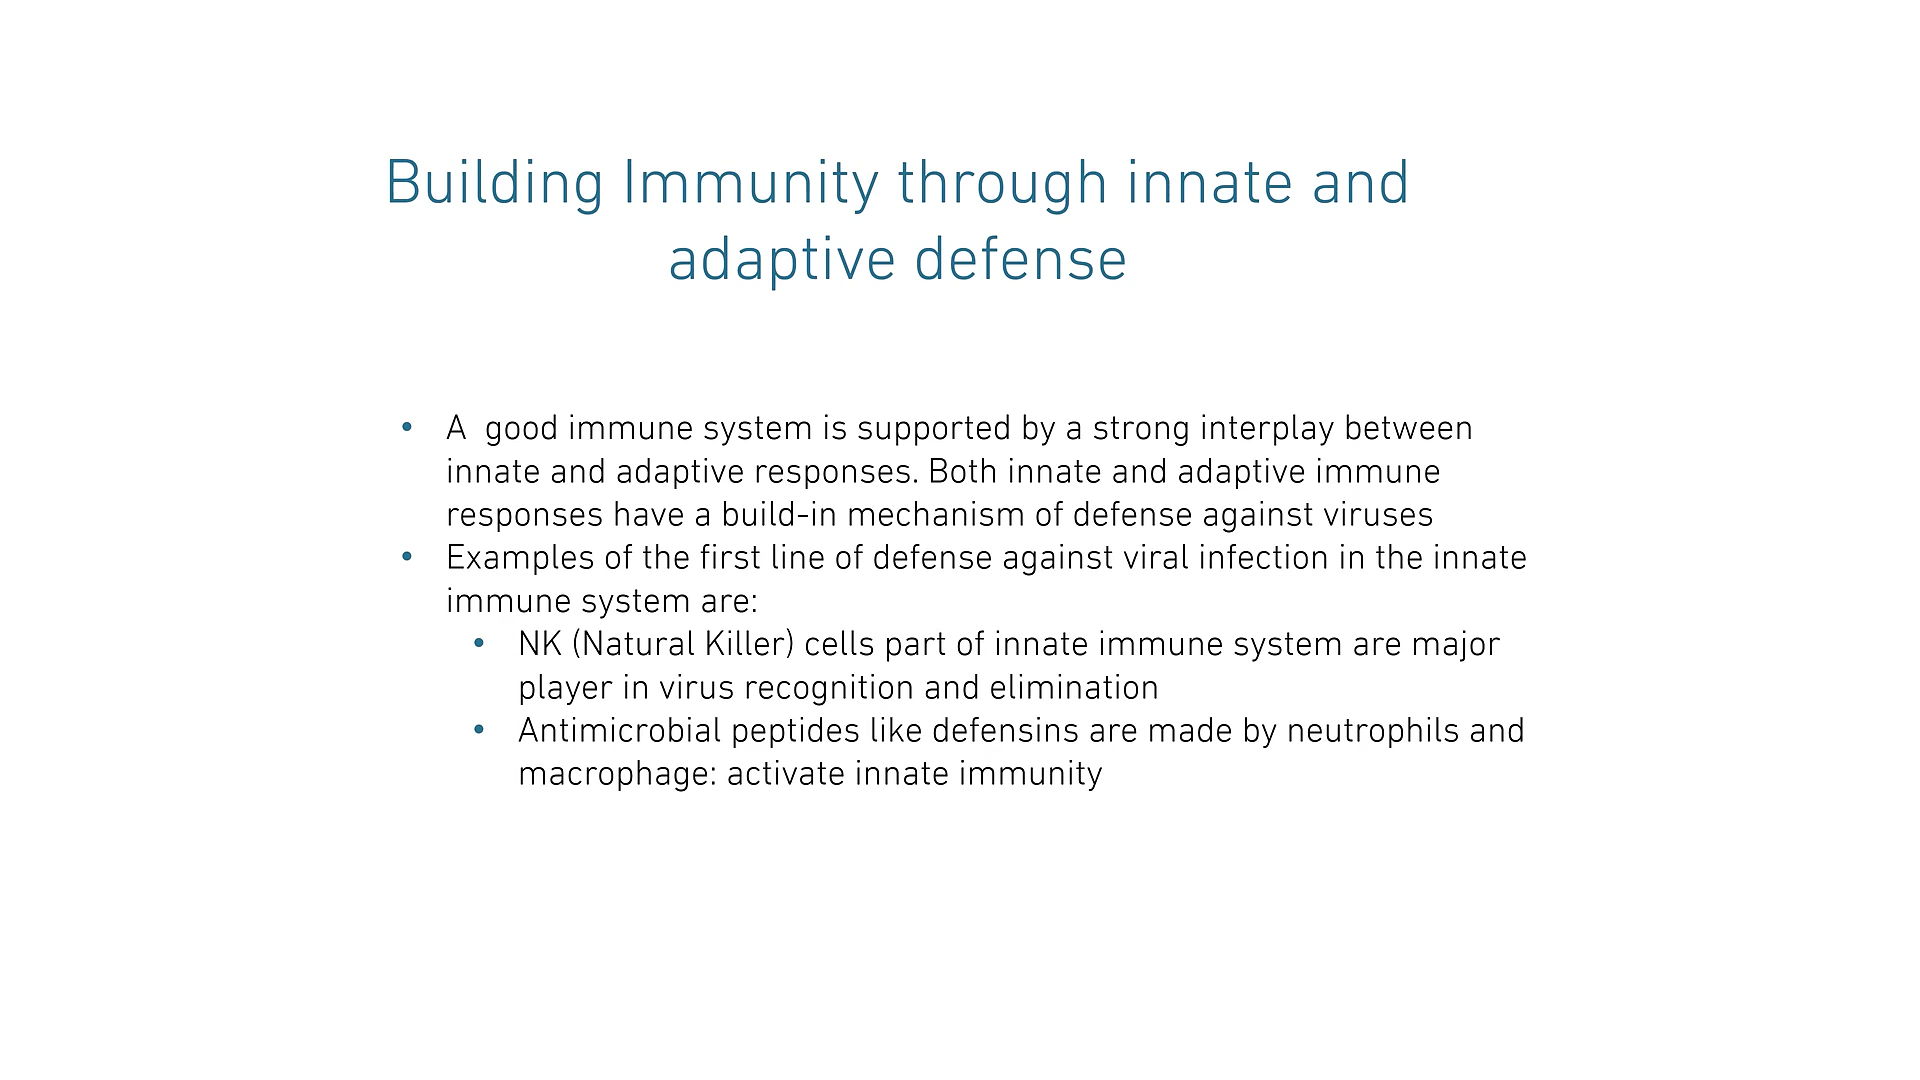 Building Immunity through innate and
adaptive defense
• A  good immune system is supported by a strong interplay between
innate and adaptive responses. Both innate and adaptive immune
responses have a build-in mechanism of defense against viruses
• Examples of the first line of defense against viral infection in the innate
immune system are:
• NK (Natural Killer) cells part of innate immune system are major
player in virus recognition and elimination
• Antimicrobial peptides like defensins are made by neutrophils and
macrophage: activate innate immunity